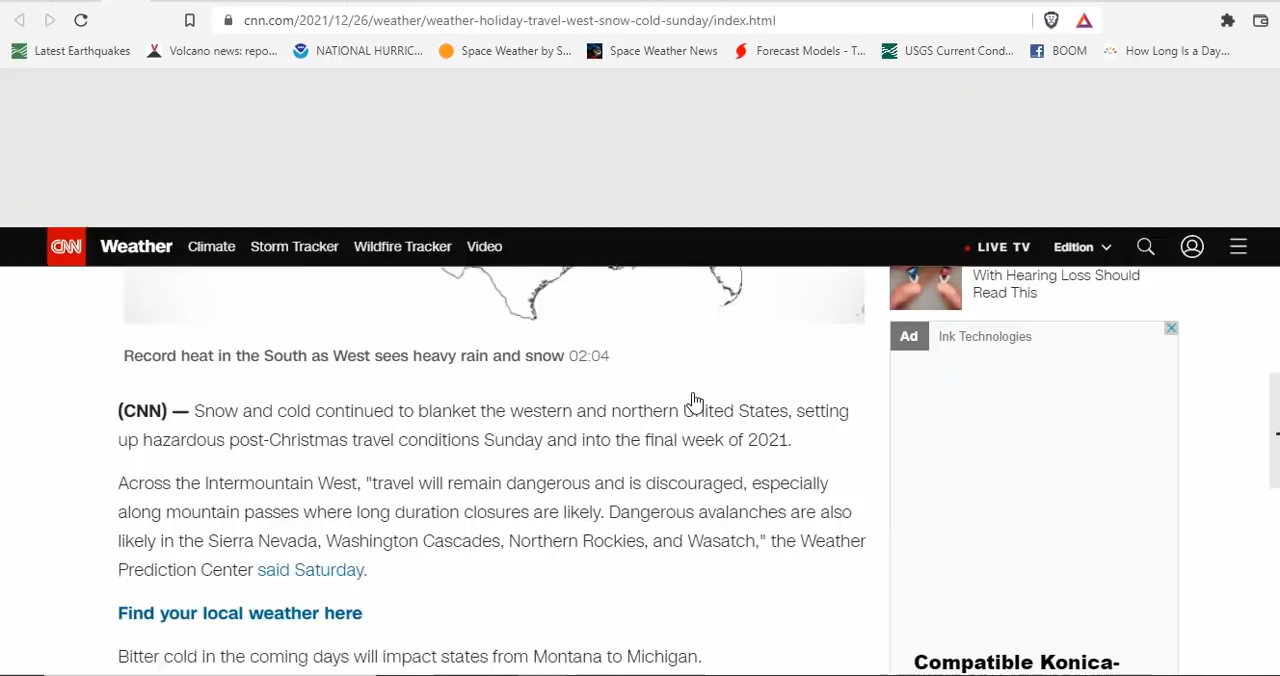 cnn.com/2021/12/26/weather/weather-holiday-travel-west-snow-cold-sunday/index.html
Latest Earthquakes Volcano news: repo... NATIONAL HURRIC... Space Weather by S... Space Weather News Forecast Models - T... USGS Current Cond... BOOM How Long Is a Day...
CNN Weather Climate Storm Tracker Wildfire Tracker Video LIVE TV Edition
With Hearing Loss Should
Read This
Ad Ink Technologies
Record heat in the South as West sees heavy rain and snow 02:04
(CNN) — Snow and cold continued to blanket the western and northern United States, setting
up hazardous post-Christmas travel conditions Sunday and into the final week of 2021.
Across the Intermountain West, "travel will remain dangerous and is discouraged, especially
along mountain passes where long duration closures are likely. Dangerous avalanches are also
likely in the Sierra Nevada, Washington Cascades, Northern Rockies, and Wasatch," the Weather
Prediction Center said Saturday.
Find your local weather here
Bitter cold in the coming days will impact states from Montana to Michigan.
Compatible Konica-